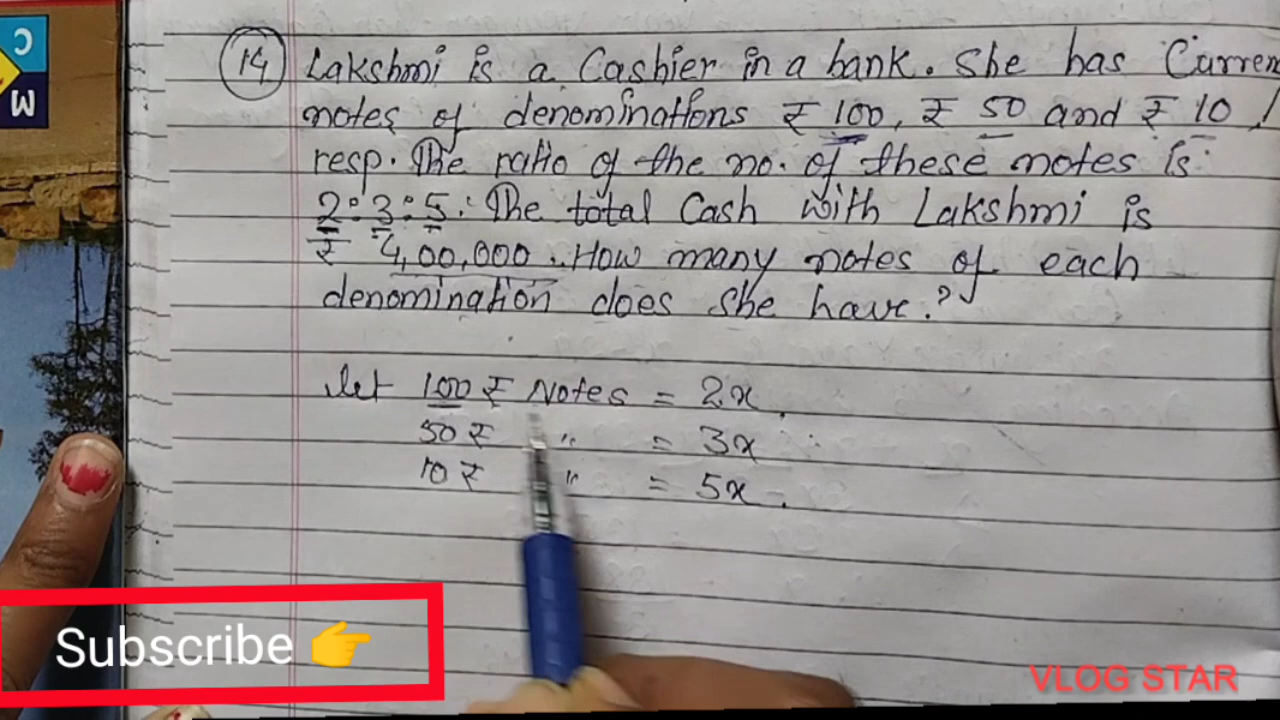 14 Lakshmi is a Cashier in a bank. She has Curren
notes of denominations ₹ 100, ₹ 50 and ₹ 10,
resp. The ratio of the no. of these notes is
2:3:5. The total Cash with Lakshmi is
₹ 4,00,000. How many notes of each
denomination does she have?
let 100 ₹ Notes = 2x.
50 ₹ " = 3x
10 ₹ " = 5x.
C
M
Subscribe 👉
VLOG STAR